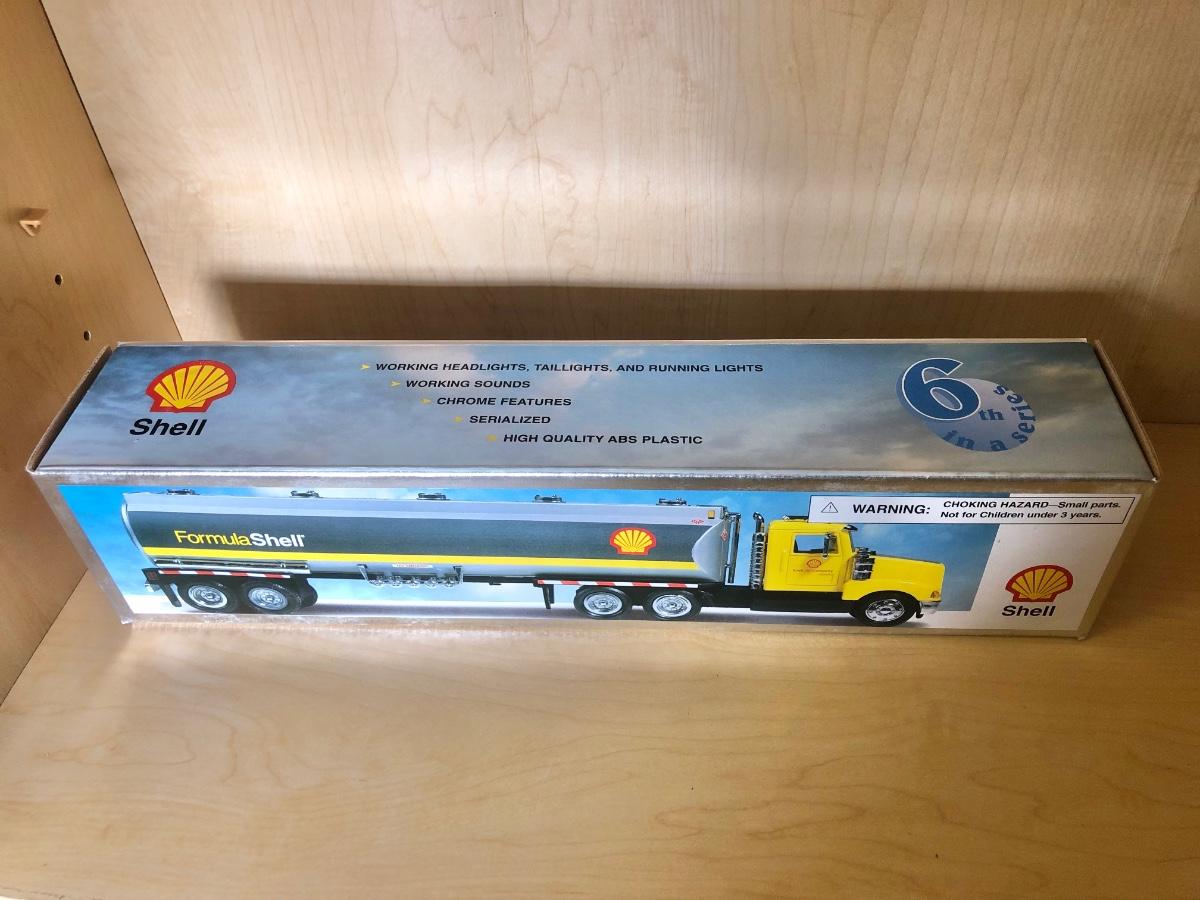 Shell
➤ WORKING HEADLIGHTS, TAILLIGHTS, AND RUNNING LIGHTS
➤ WORKING SOUNDS
➤ CHROME FEATURES
➤ SERIALIZED
➤ HIGH QUALITY ABS PLASTIC
6th
in a series
WARNING: CHOKING HAZARD—Small parts.
Not for Children under 3 years.
FormulaShell
Shell